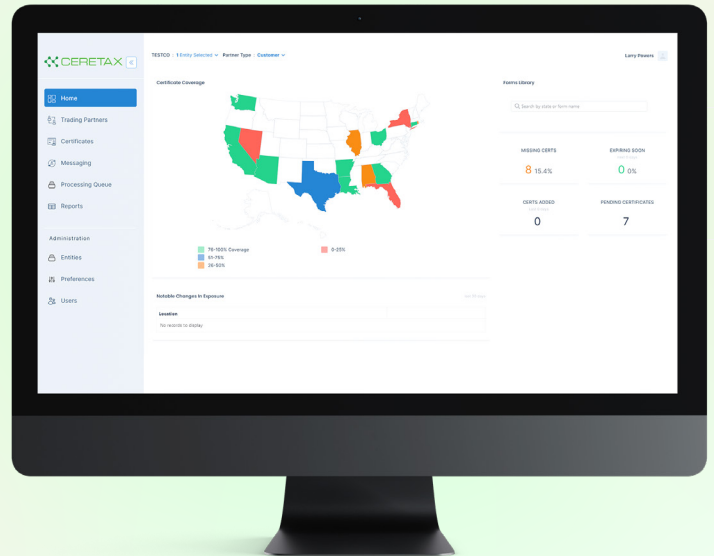 CERETAX
TESTCO : 1 Entity Selected Partner Type : Customer
Larry Powers
Home
Trading Partners
Certificates
Messaging
Processing Queue
Reports
Administration
Entities
Preferences
Users
Certificate Coverage
76-100% Coverage
51-75%
26-50%
0-25%
Notable Changes in Exposure
Location
No records to display
Forms Library
Search by state or form name
MISSING CERTS
8 15.4%
EXPIRING SOON
0 0%
CERTS ADDED
0
PENDING CERTIFICATES
7